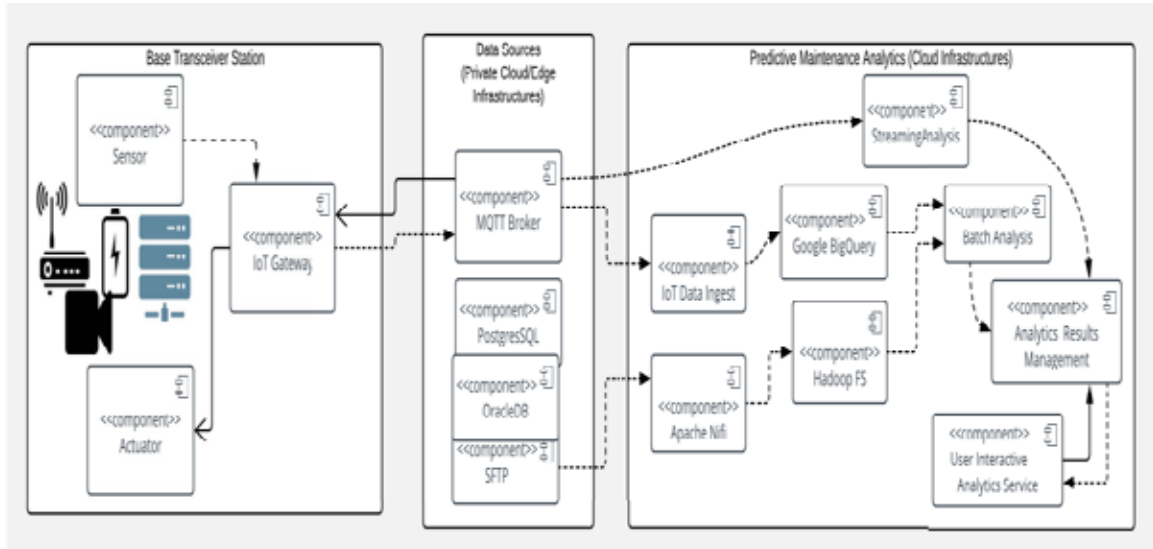 Base Transceiver Station
<<component>>
Sensor
<<component>>
IoT Gateway
<<component>>
Actuator
Data Sources
(Private Cloud/Edge
Infrastructures)
<<component>>
MQTT Broker
<<component>>
PostgresSQL
<<component>>
OracleDB
<<component>>
SFTP
Predictive Maintenance Analytics (Cloud Infrastructures)
<<component>>
StreamingAnalysis
<<component>>
IoT Data Ingest
<<component>>
Google BigQuery
<<component>>
Batch Analysis
<<component>>
Apache Nifi
<<component>>
Hadoop FS
<<component>>
Analytics Results
Management
<<component>>
User Interactive
Analytics Service